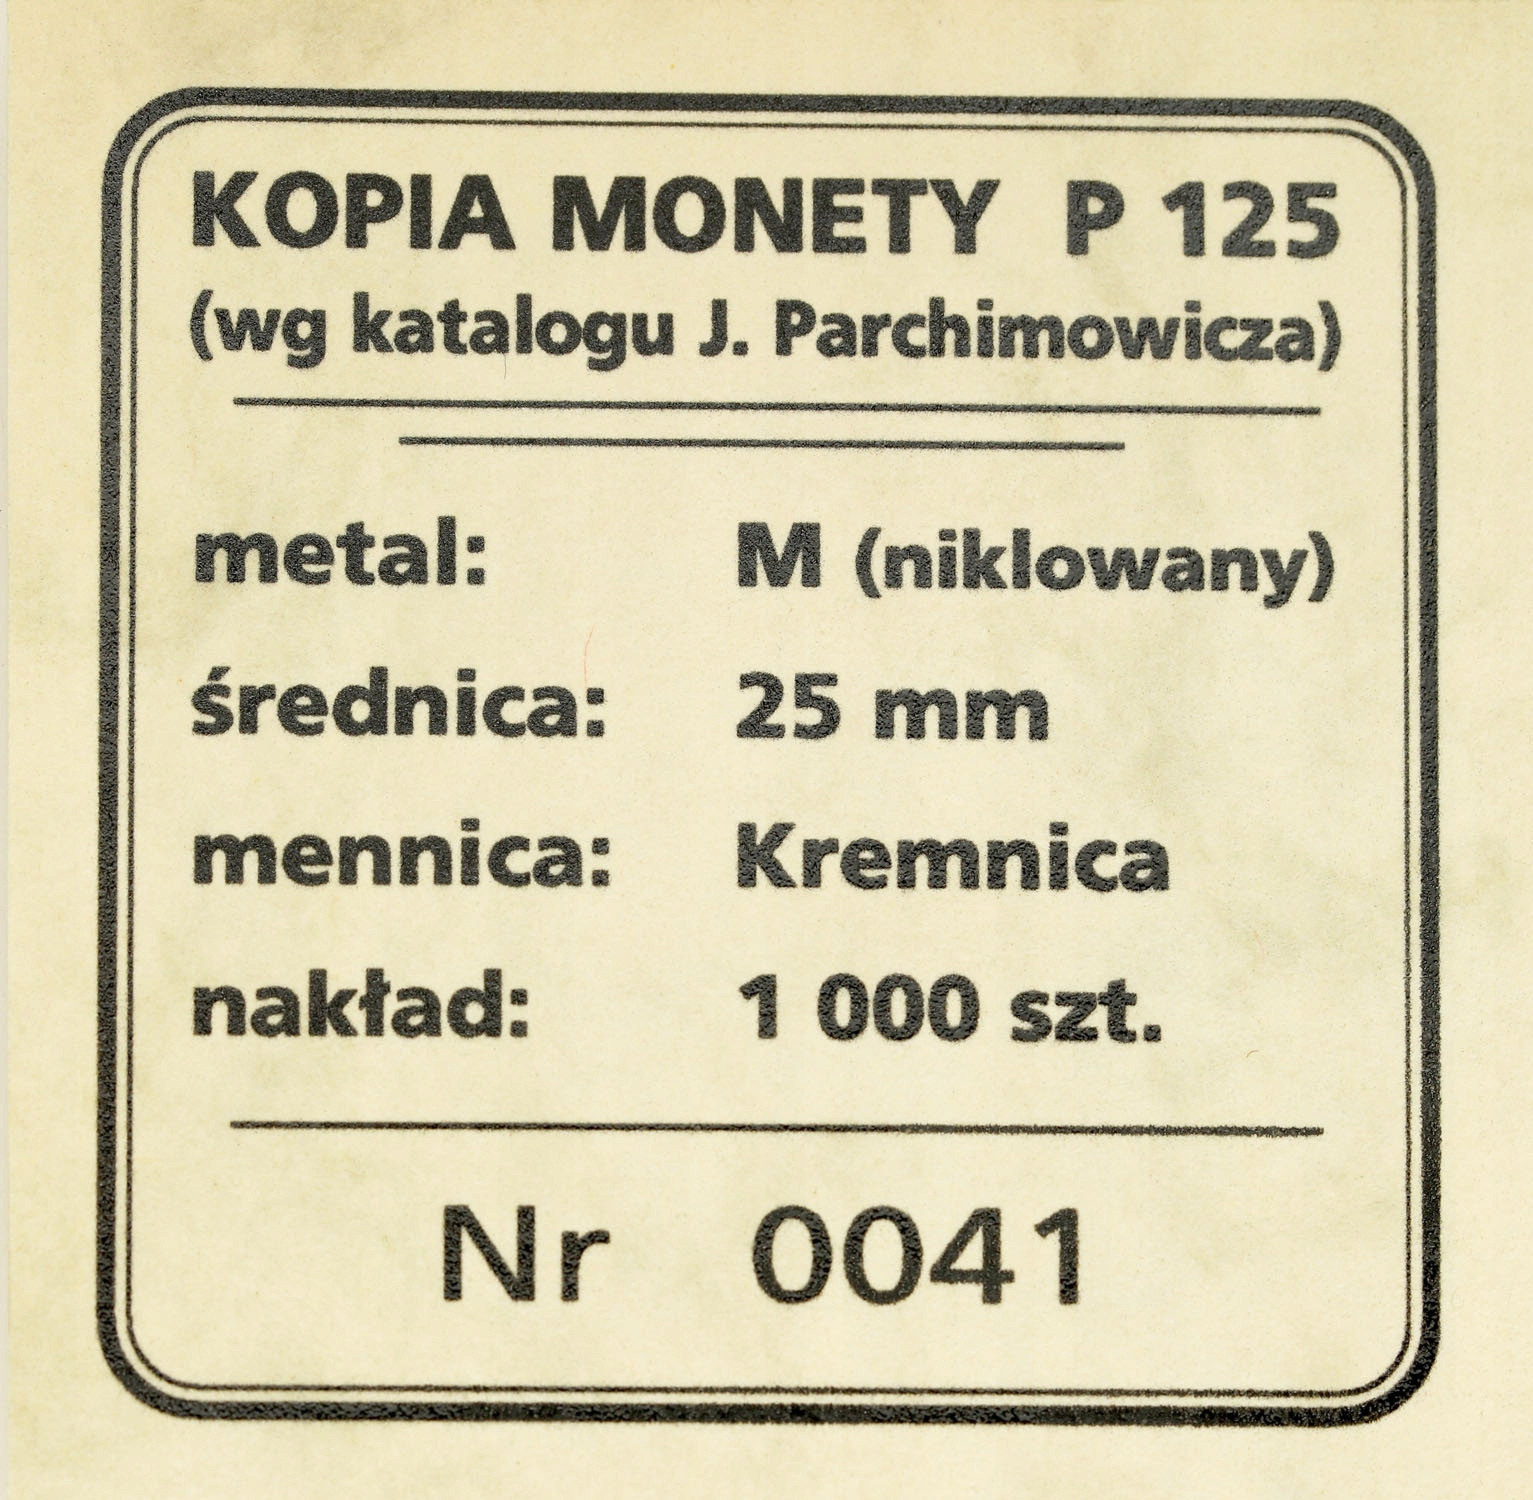 KOPIA MONETY P 125
(wg katalogu J. Parchimowicza)
metal: M (niklowany)
średnica: 25 mm
mennica: Kremnica
nakład: 1 000 szt.
Nr 0041